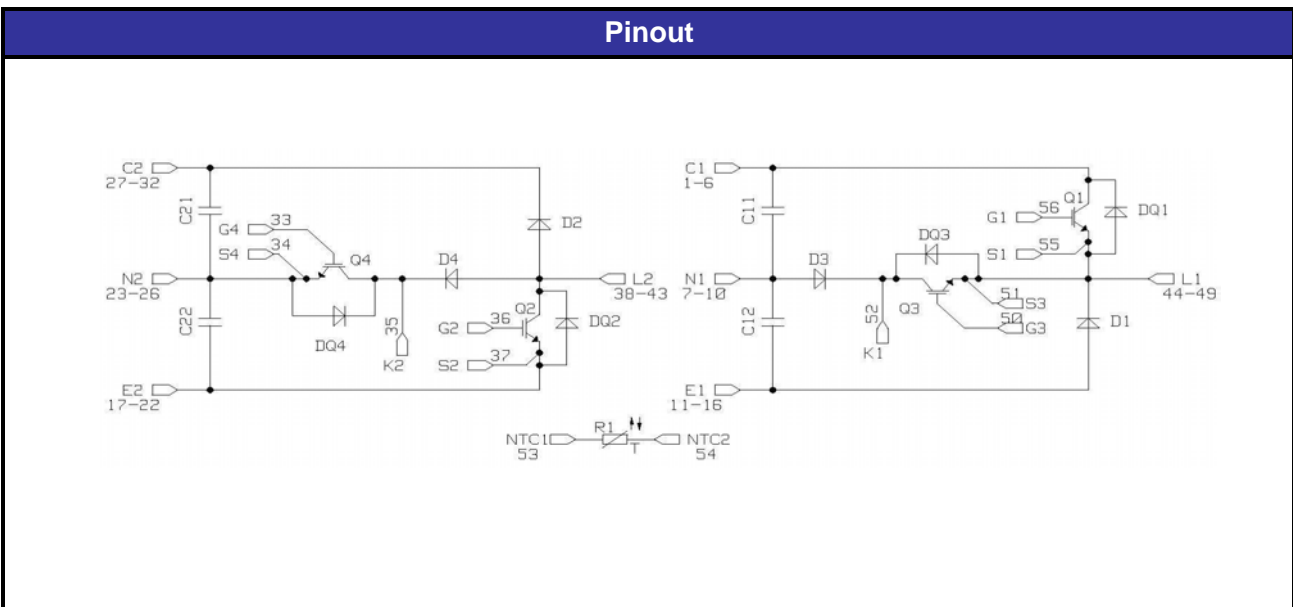 Pinout
C2
27-32
C21
G4
33
S4
34
Q4
D4
D2
N2
23-26
L2
38-43
C22
DQ4
35
K2
G2
36
Q2
DQ2
S2
37
E2
17-22
C1
1-6
C11
G1
56
Q1
DQ1
S1
55
DQ3
D3
N1
7-10
L1
44-49
C12
52
K1
Q3
51
S3
50
G3
D1
E1
11-16
NTC1
53
R1
T
NTC2
54